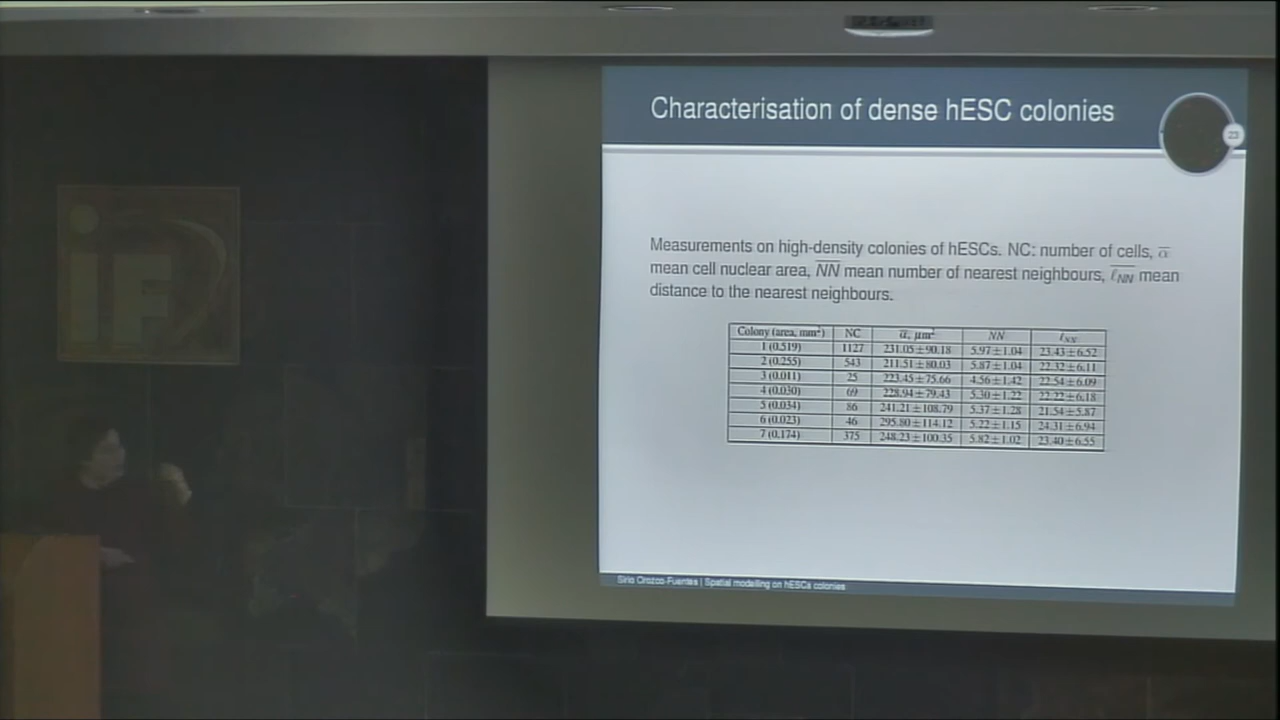 Characterisation of dense hESC colonies
23
Measurements on high-density colonies of hESCs. NC: number of cells, α̅
mean cell nuclear area, N̅N̅ mean number of nearest neighbours, ℓ̅NN mean
distance to the nearest neighbours.
Colony (area, mm²) NC α̅, μm² NN ℓNN
1 (0.519) 1127 231.05±90.18 5.97±1.04 23.43±6.52
2 (0.255) 543 211.51±80.03 5.87±1.04 22.32±6.11
3 (0.011) 25 223.45±75.66 4.56±1.42 22.54±6.09
4 (0.030) 69 228.94±79.43 5.30±1.22 22.22±6.18
5 (0.034) 86 241.21±108.79 5.37±1.28 21.54±5.87
6 (0.023) 46 295.80±114.12 5.22±1.15 24.31±6.94
7 (0.174) 375 248.23±100.35 5.82±1.02 23.40±6.55
Sirio Orozco-Fuentes | Spatial modelling on hESCs colonies
iF